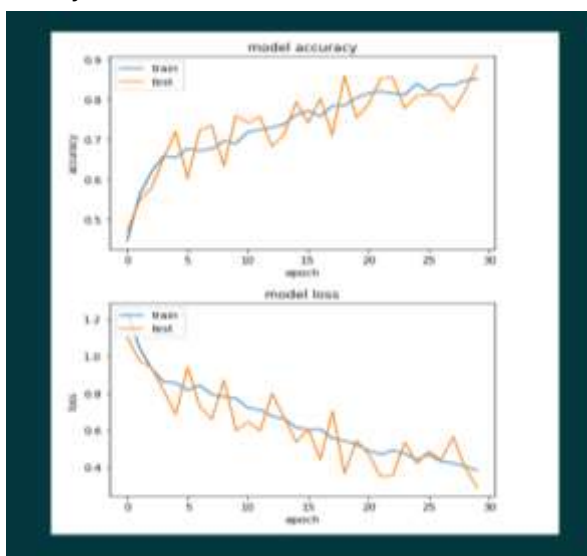 model accuracy
0.9
0.8
0.7
0.6
0.5
accuracy
train
test
0 5 10 15 20 25 30
epoch
model loss
1.2
1.0
0.8
0.6
0.4
loss
train
test
0 5 10 15 20 25 30
epoch